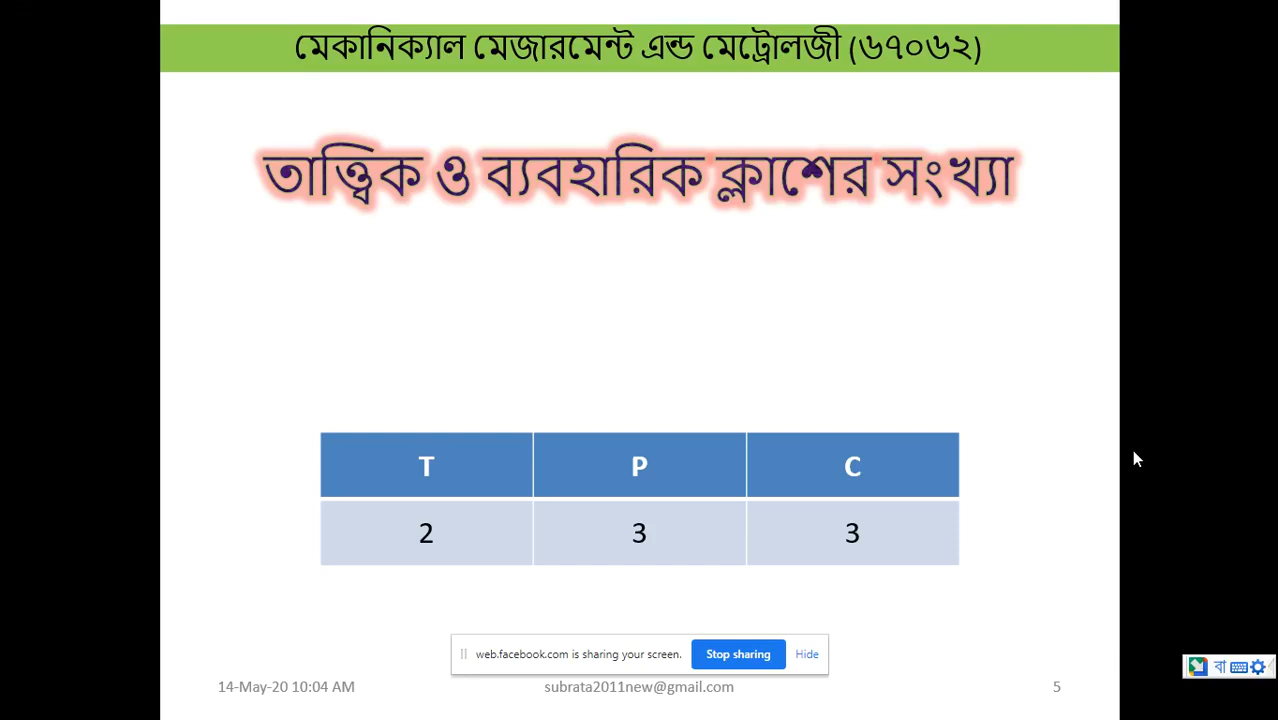 মেকানিক্যাল মেজারমেন্ট এন্ড মেট্রোলজী (৬৭০৬২)
তাত্ত্বিক ও ব্যবহারিক ক্লাশের সংখ্যা
T P C
2 3 3
web.facebook.com is sharing your screen. Stop sharing Hide
বা
14-May-20 10:04 AM subrata2011new@gmail.com 5